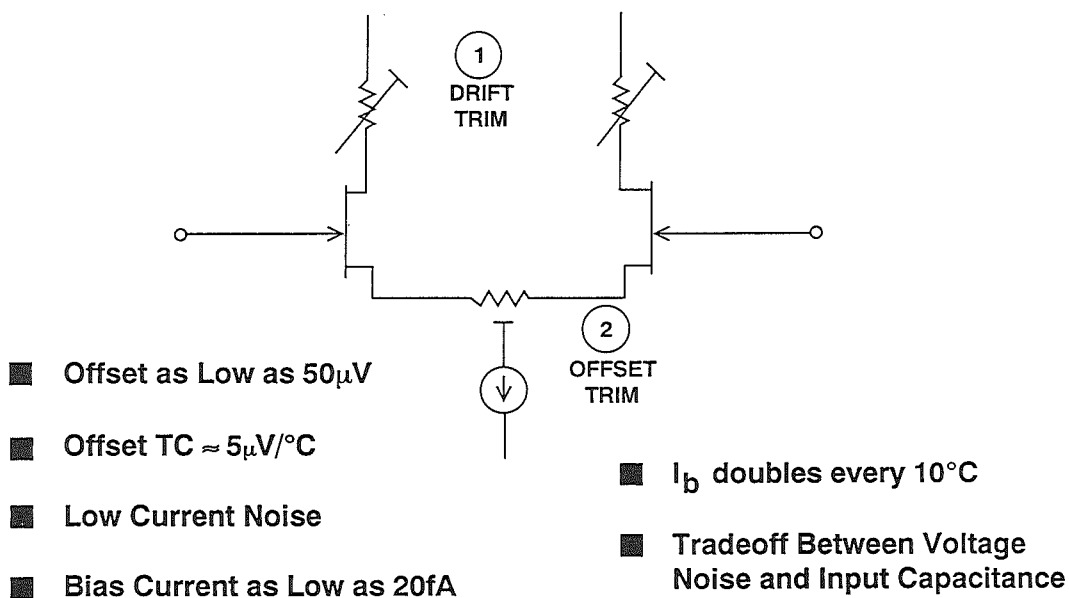 1
DRIFT
TRIM
2
OFFSET
TRIM
Offset as Low as 50μV
Offset TC ≈ 5μV/°C
Low Current Noise
Bias Current as Low as 20fA
Ib doubles every 10°C
Tradeoff Between Voltage
Noise and Input Capacitance